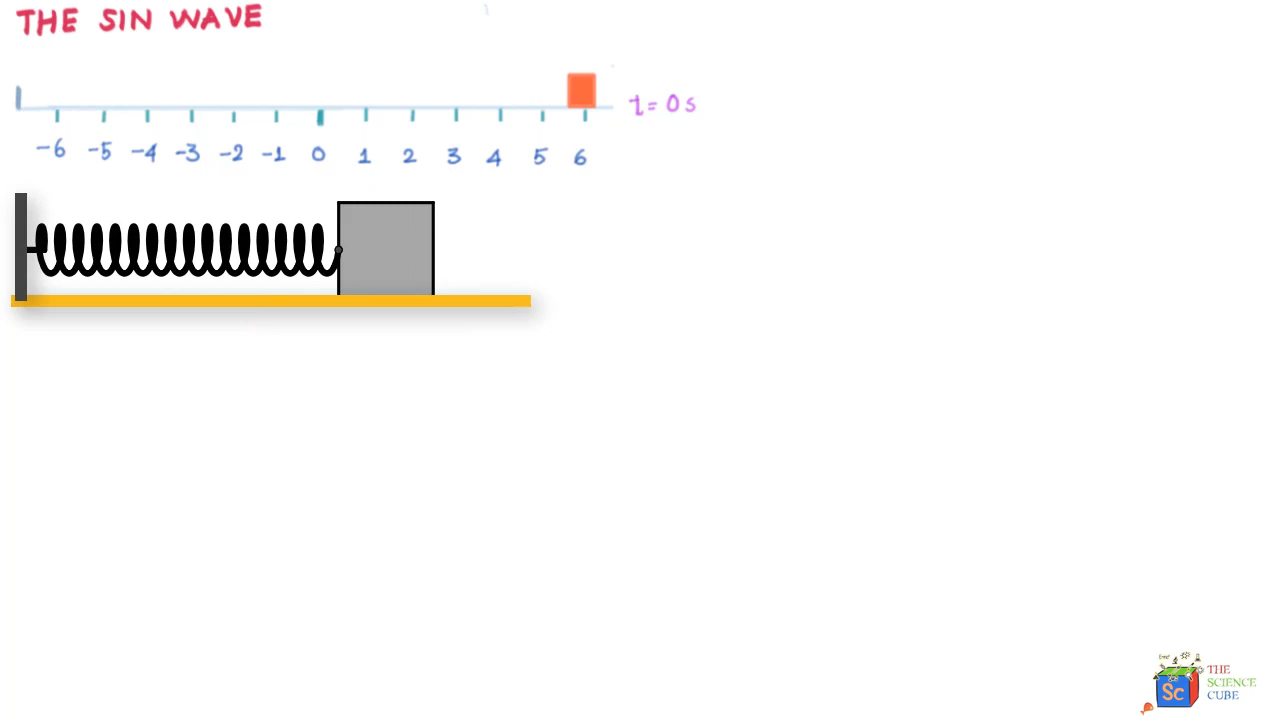 THE SIN WAVE
t = 0 s
-6 -5 -4 -3 -2 -1 0 1 2 3 4 5 6
Sc
THE
SCIENCE
CUBE